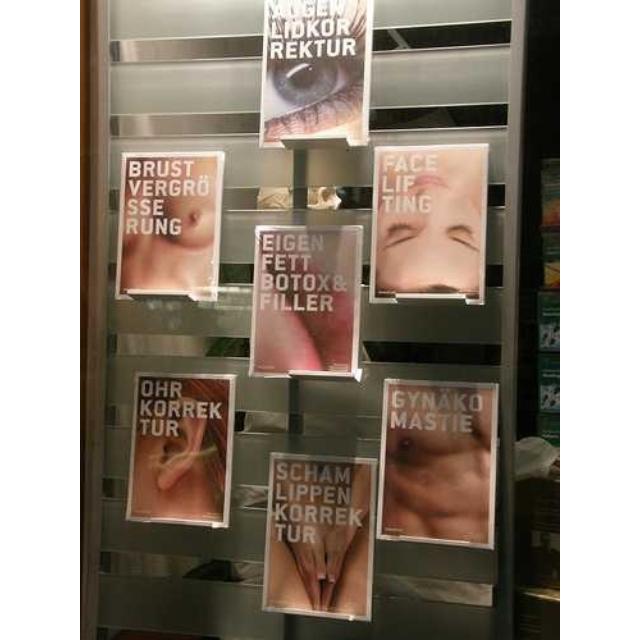 AUGEN
LIDKOR
REKTUR
BRUST
VERGRÖ
SSE
RUNG
FACE
LIF
TING
EIGEN
FETT
BOTOX&
FILLER
OHR
KORREK
TUR
GYNÄKO
MASTIE
SCHAM
LIPPEN
KORREK
TUR